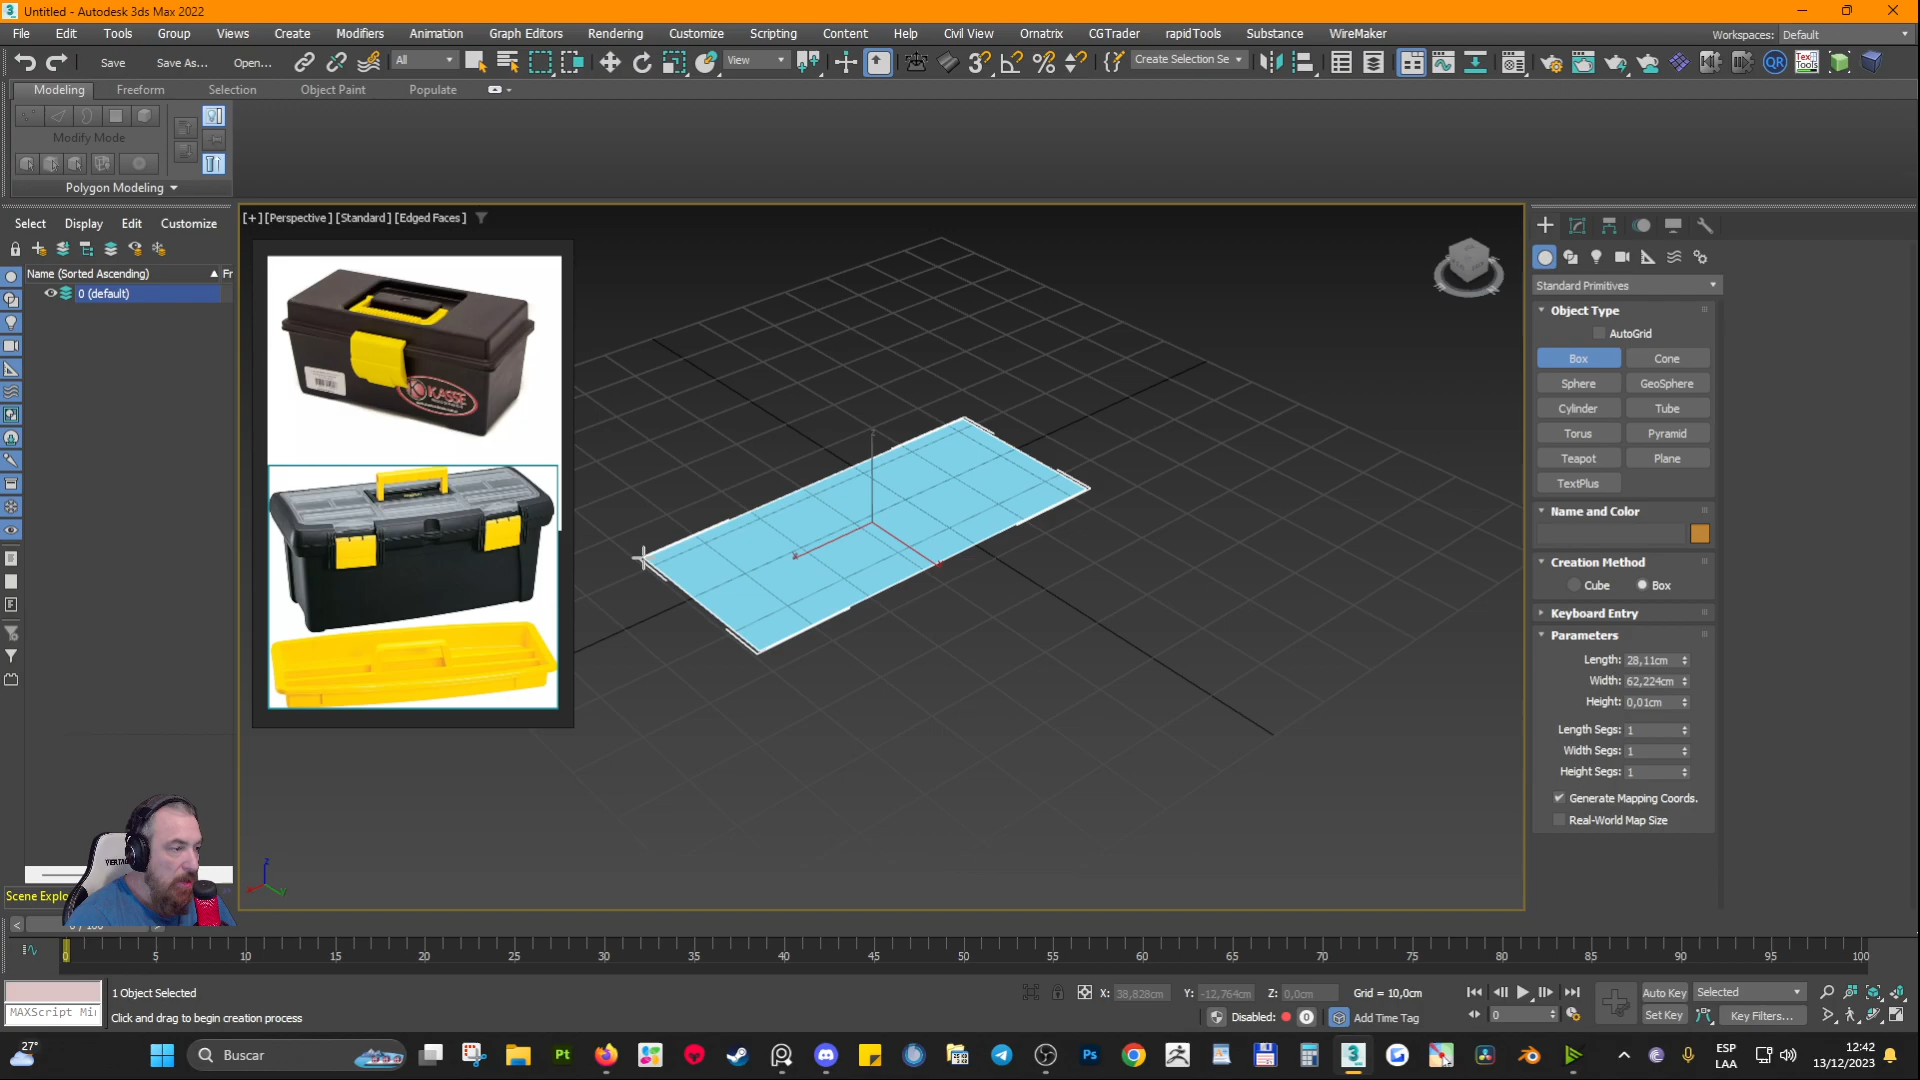 Untitled - Autodesk 3ds Max 2022
File Edit Tools Group Views Create Modifiers Animation Graph Editors Rendering Customize Scripting Content Help Civil View Ornatrix CGTrader rapidTools Substance WireMaker
Workspaces: Default
Save Save As... Open... All View Create Selection Se QR
Modeling Freeform Selection Object Paint Populate
Modify Mode
Polygon Modeling
Select Display Edit Customize
[+] [Perspective] [Standard] [Edged Faces]
Name (Sorted Ascending) Fr
0 (default)
KASSE
Standard Primitives
Object Type
AutoGrid
Box Cone
Sphere GeoSphere
Cylinder Tube
Torus Pyramid
Teapot Plane
TextPlus
Name and Color
Creation Method
Cube Box
Keyboard Entry
Parameters
Length: 28,11cm
Width: 62,224cm
Height: 0,01cm
Length Segs: 1
Width Segs: 1
Height Segs: 1
Generate Mapping Coords.
Real-World Map Size
Scene Explo
0 / 100
0 5 10 15 20 25 30 35 40 45 50 55 60 65 70 75 80 85 90 95 100
1 Object Selected
X: 38,828cm Y: -12,764cm Z: 0,0cm Grid = 10,0cm
Auto Key Selected
MAXScript Mi
Click and drag to begin creation process
Disabled: 0 Add Time Tag
0 Set Key Key Filters...
27° Buscar
ESP
LAA
12:42
13/12/2023